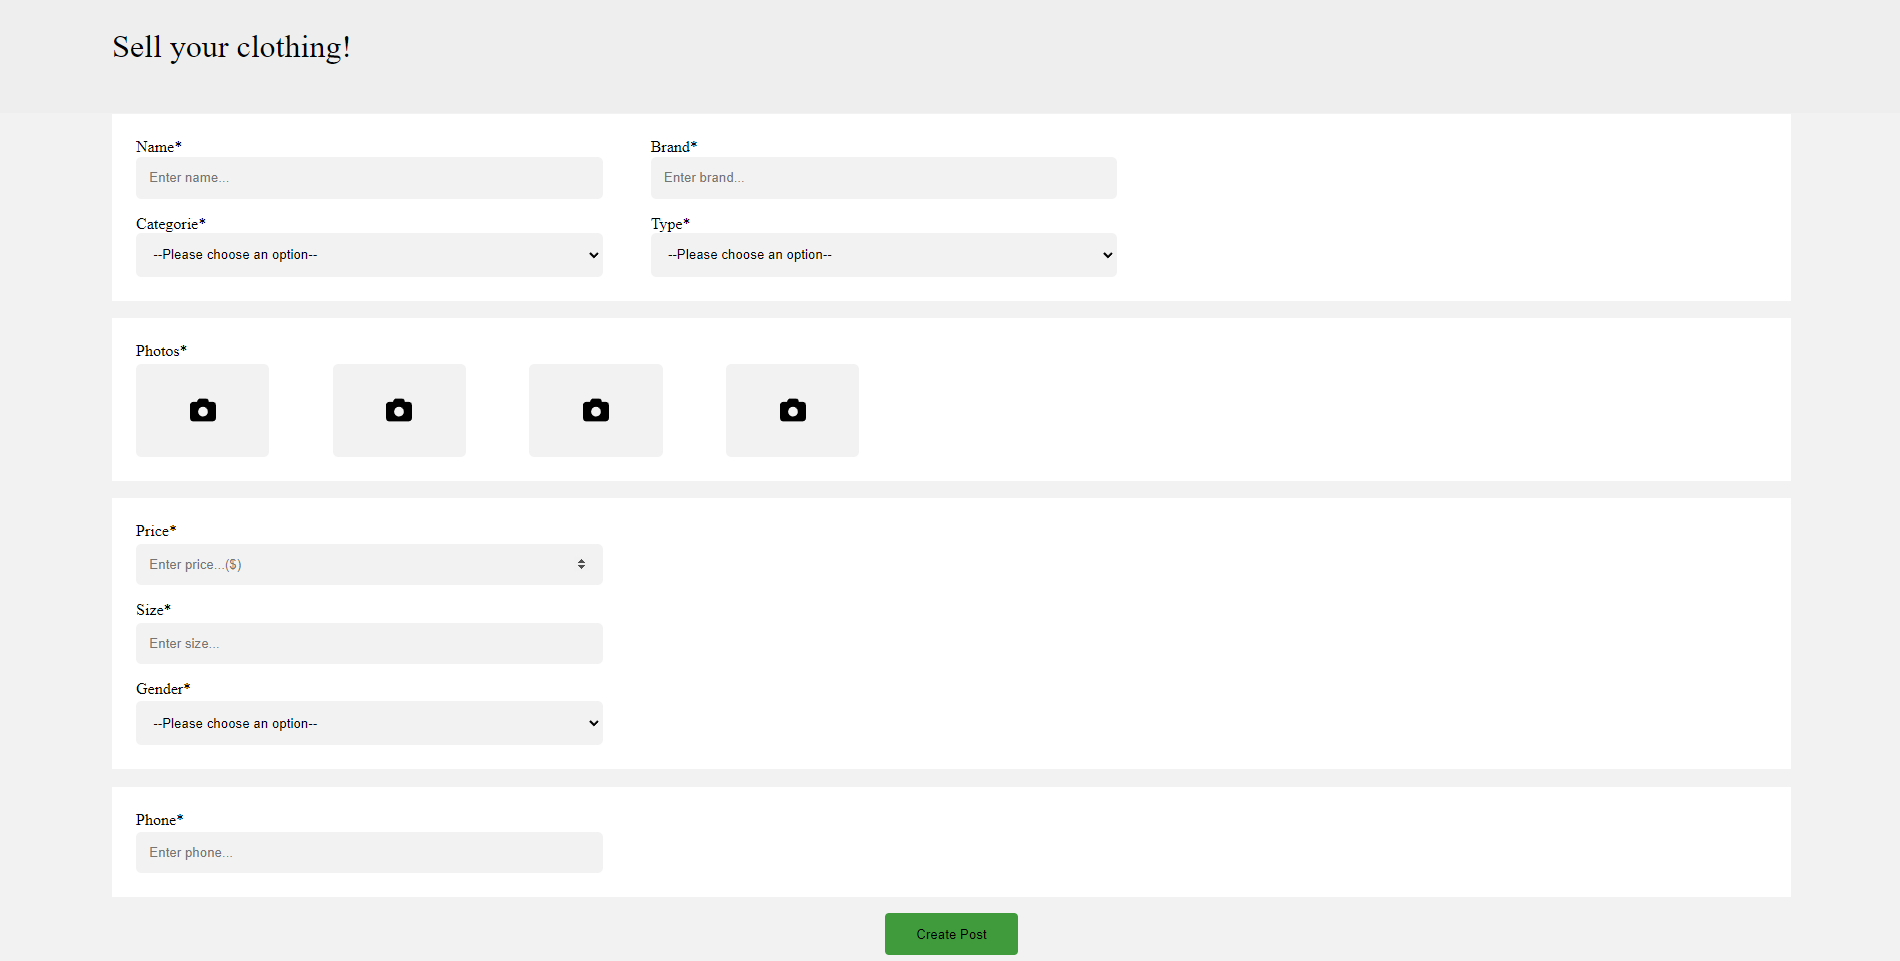 Sell your clothing!
Name* Brand*
Enter name... Enter brand...
Categorie* Type*
--Please choose an option-- --Please choose an option--
Photos*
Price*
Enter price...($)
Size*
Enter size...
Gender*
--Please choose an option--
Phone*
Enter phone...
Create Post